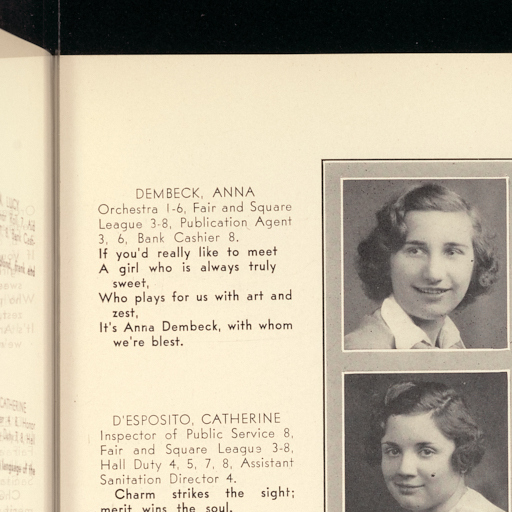 DEMBECK, ANNA
Orchestra 1-6, Fair and Square
League 3-8, Publication Agent
3, 6, Bank Cashier 8.
If you'd really like to meet
A girl who is always truly
sweet,
Who plays for us with art and
zest,
It's Anna Dembeck, with whom
we're blest.
D'ESPOSITO, CATHERINE
Inspector of Public Service 8,
Fair and Square League 3-8,
Hall Duty 4, 5, 7, 8, Assistant
Sanitation Director 4.
Charm strikes the sight;
merit wins the soul.